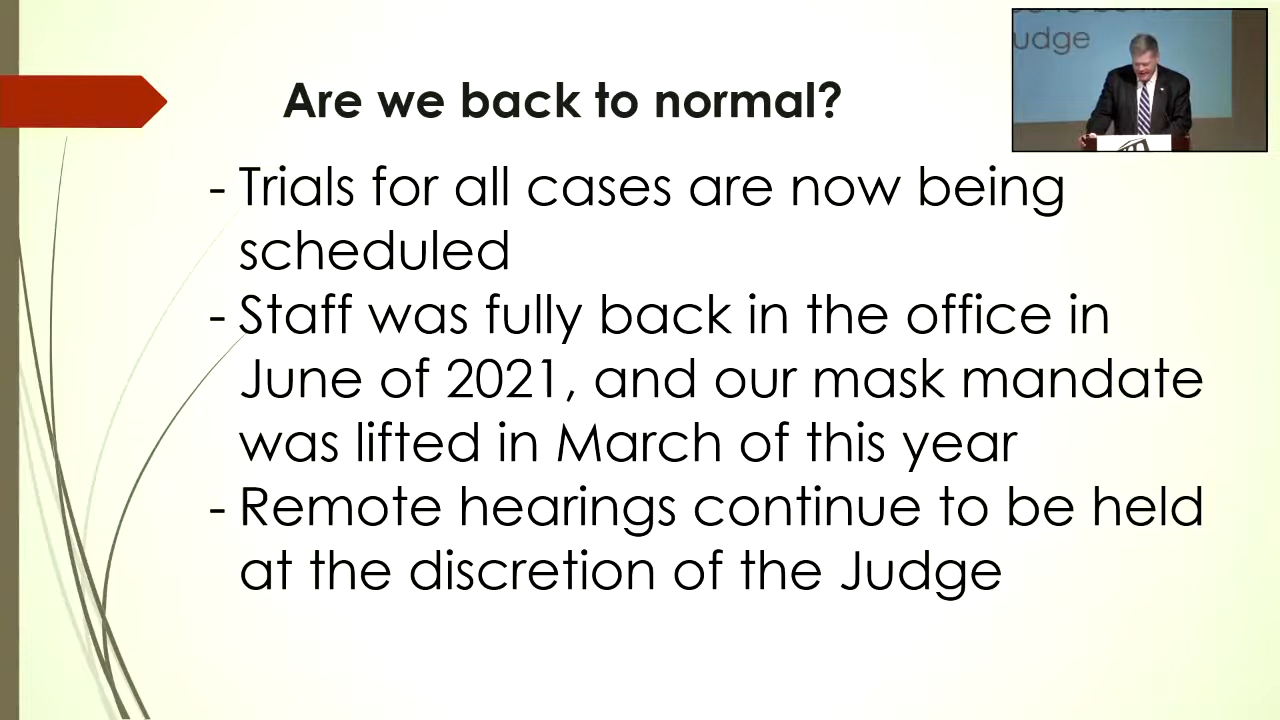 udge
Are we back to normal?
- Trials for all cases are now being
scheduled
- Staff was fully back in the office in
June of 2021, and our mask mandate
was lifted in March of this year
- Remote hearings continue to be held
at the discretion of the Judge